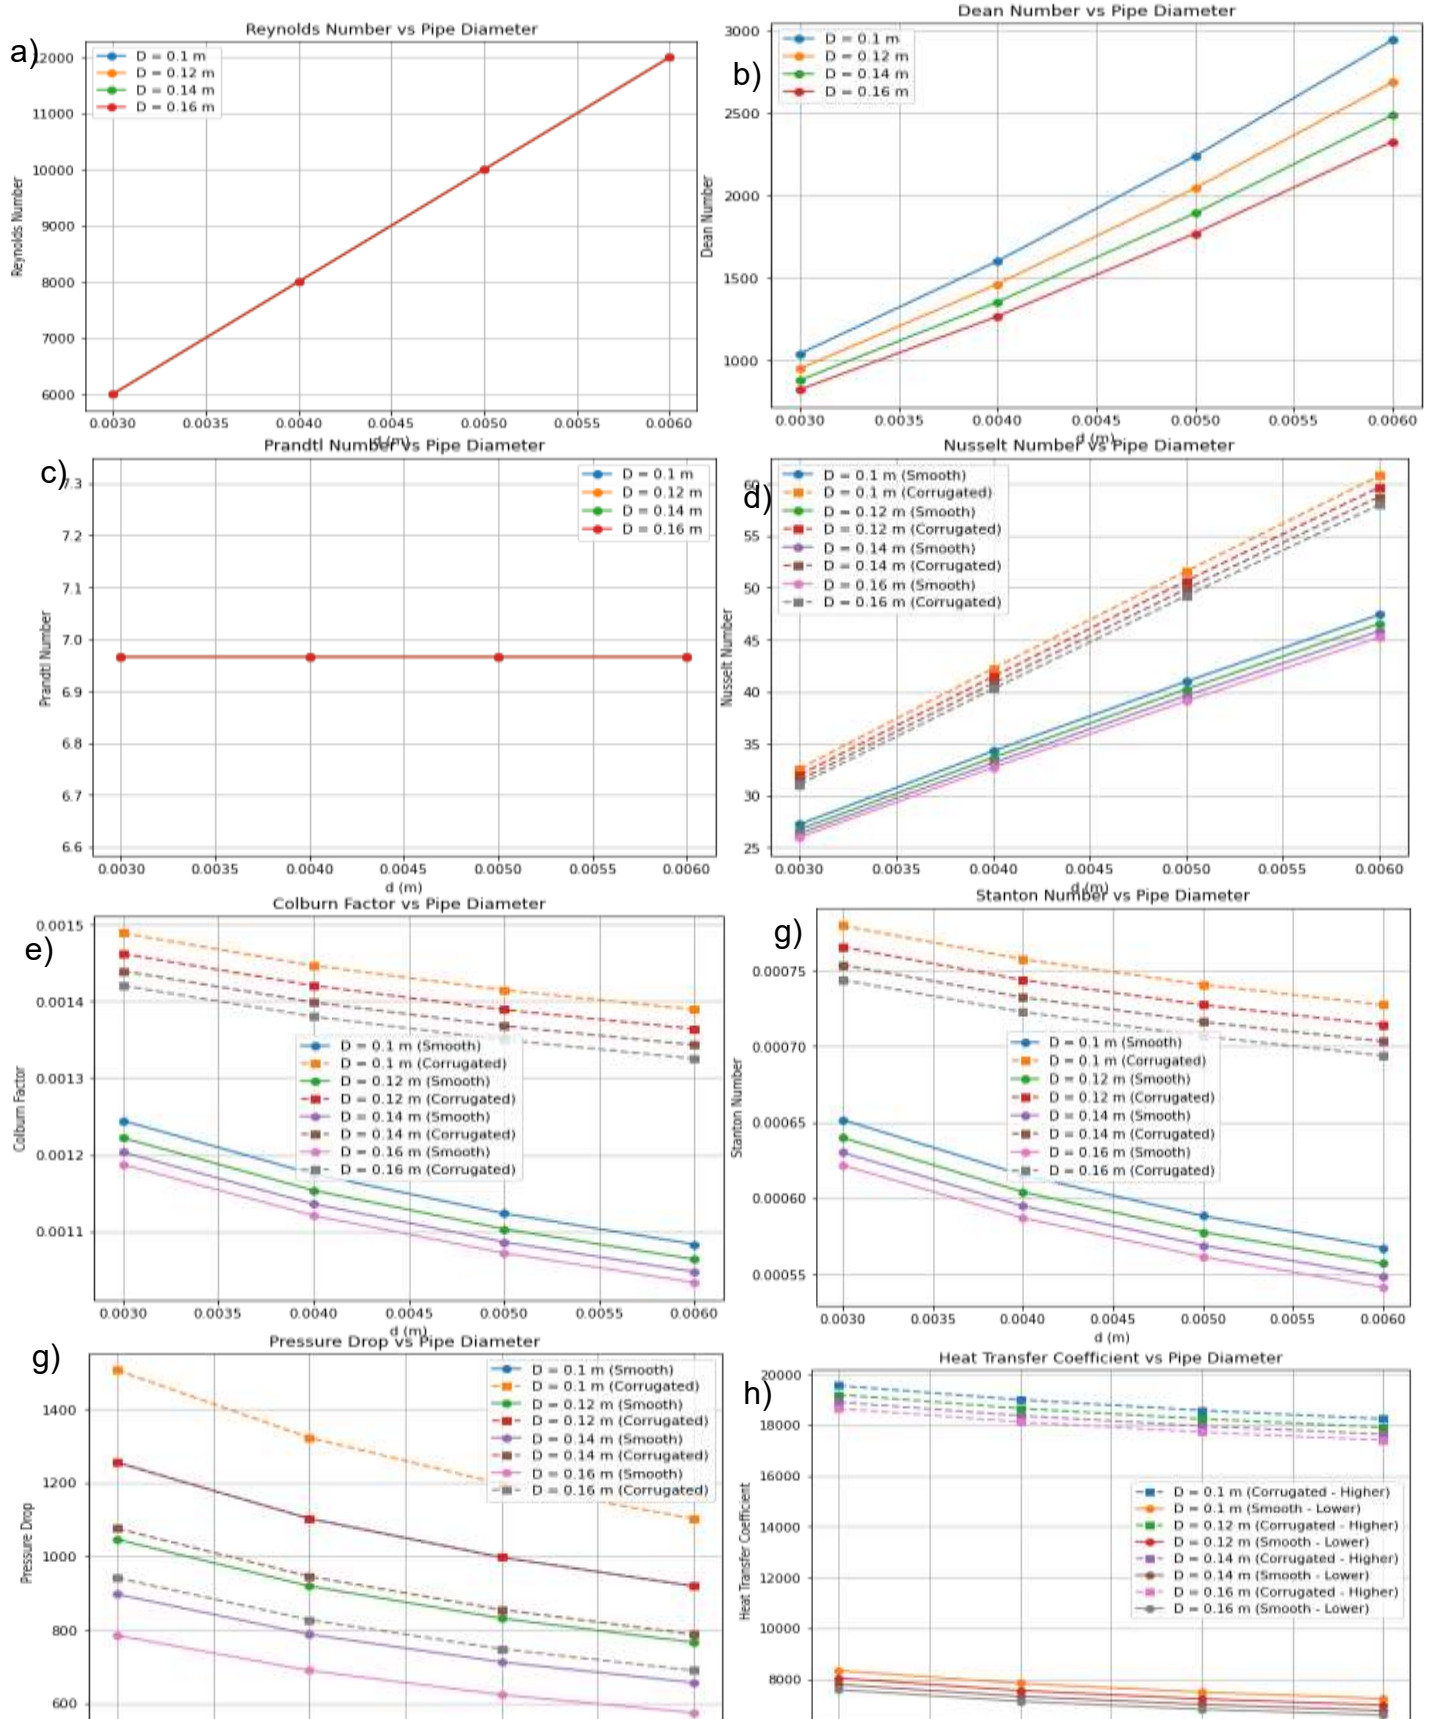 a)
Reynolds Number vs Pipe Diameter
D = 0.1 m
D = 0.12 m
D = 0.14 m
D = 0.16 m
12000
11000
10000
9000
8000
7000
6000
Reynolds Number
0.0030 0.0035 0.0040 0.0045 0.0050 0.0055 0.0060
d (m)
b)
Dean Number vs Pipe Diameter
D = 0.1 m
D = 0.12 m
D = 0.14 m
D = 0.16 m
3000
2500
2000
1500
1000
Dean Number
0.0030 0.0035 0.0040 0.0045 0.0050 0.0055 0.0060
d (m)
c)
Prandtl Number vs Pipe Diameter
D = 0.1 m
D = 0.12 m
D = 0.14 m
D = 0.16 m
7.3
7.2
7.1
7.0
6.9
6.8
6.7
6.6
Prandtl Number
0.0030 0.0035 0.0040 0.0045 0.0050 0.0055 0.0060
d (m)
d)
Nusselt Number vs Pipe Diameter
D = 0.1 m (Smooth)
D = 0.1 m (Corrugated)
D = 0.12 m (Smooth)
D = 0.12 m (Corrugated)
D = 0.14 m (Smooth)
D = 0.14 m (Corrugated)
D = 0.16 m (Smooth)
D = 0.16 m (Corrugated)
60
55
50
45
40
35
30
25
Nusselt Number
0.0030 0.0035 0.0040 0.0045 0.0050 0.0055 0.0060
d (m)
e)
Colburn Factor vs Pipe Diameter
0.0015
0.0014
0.0013
0.0012
0.0011
Colburn Factor
D = 0.1 m (Smooth)
D = 0.1 m (Corrugated)
D = 0.12 m (Smooth)
D = 0.12 m (Corrugated)
D = 0.14 m (Smooth)
D = 0.14 m (Corrugated)
D = 0.16 m (Smooth)
D = 0.16 m (Corrugated)
0.0030 0.0035 0.0040 0.0045 0.0050 0.0055 0.0060
d (m)
g)
Stanton Number vs Pipe Diameter
0.00075
0.00070
0.00065
0.00060
0.00055
Stanton Number
D = 0.1 m (Smooth)
D = 0.1 m (Corrugated)
D = 0.12 m (Smooth)
D = 0.12 m (Corrugated)
D = 0.14 m (Smooth)
D = 0.14 m (Corrugated)
D = 0.16 m (Smooth)
D = 0.16 m (Corrugated)
0.0030 0.0035 0.0040 0.0045 0.0050 0.0055 0.0060
d (m)
g)
Pressure Drop vs Pipe Diameter
D = 0.1 m (Smooth)
D = 0.1 m (Corrugated)
D = 0.12 m (Smooth)
D = 0.12 m (Corrugated)
D = 0.14 m (Smooth)
D = 0.14 m (Corrugated)
D = 0.16 m (Smooth)
D = 0.16 m (Corrugated)
1400
1200
1000
800
600
Pressure Drop
h)
Heat Transfer Coefficient vs Pipe Diameter
20000
18000
16000
14000
12000
10000
8000
Heat Transfer Coefficient
D = 0.1 m (Corrugated - Higher)
D = 0.1 m (Smooth - Lower)
D = 0.12 m (Corrugated - Higher)
D = 0.12 m (Smooth - Lower)
D = 0.14 m (Corrugated - Higher)
D = 0.14 m (Smooth - Lower)
D = 0.16 m (Corrugated - Higher)
D = 0.16 m (Smooth - Lower)